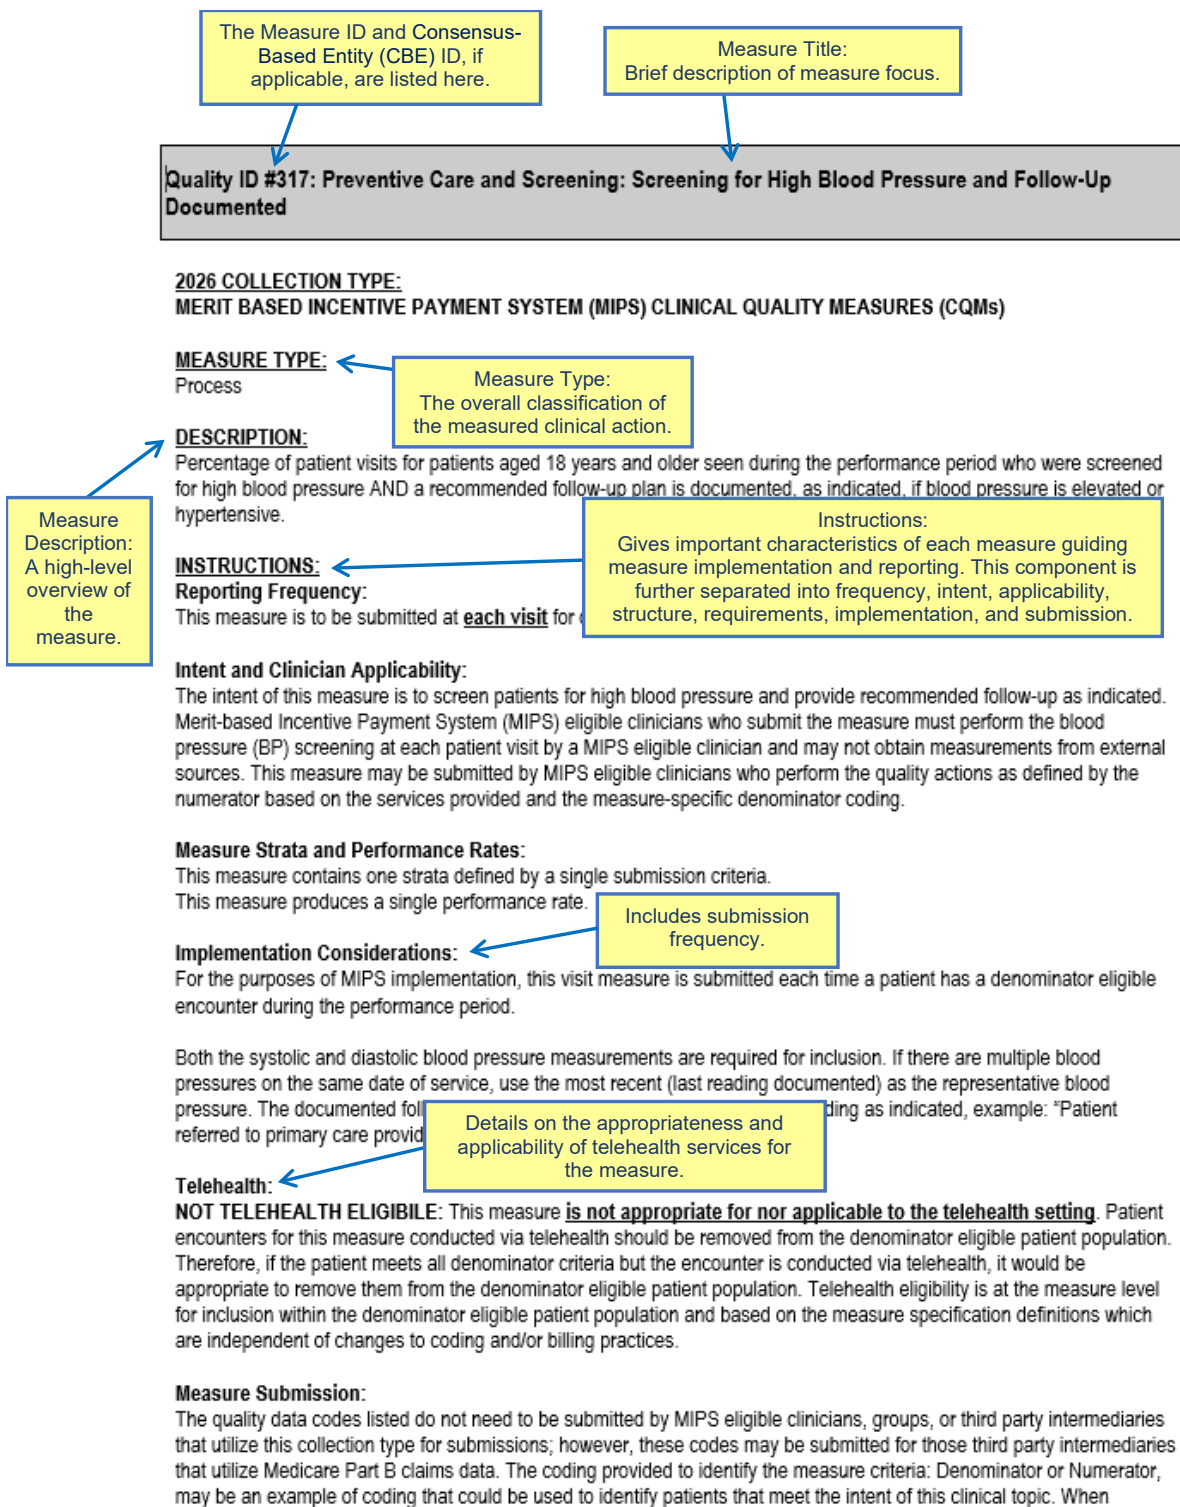 The Measure ID and Consensus-
Based Entity (CBE) ID, if
applicable, are listed here.
Measure Title:
Brief description of measure focus.
Quality ID #317: Preventive Care and Screening: Screening for High Blood Pressure and Follow-Up
Documented
2026 COLLECTION TYPE:
MERIT BASED INCENTIVE PAYMENT SYSTEM (MIPS) CLINICAL QUALITY MEASURES (CQMs)
MEASURE TYPE:
Process
Measure Type:
The overall classification of
the measured clinical action.
DESCRIPTION:
Percentage of patient visits for patients aged 18 years and older seen during the performance period who were screened
for high blood pressure AND a recommended follow-up plan is documented, as indicated, if blood pressure is elevated or
hypertensive.
Measure
Description:
A high-level
overview of
the
measure.
Instructions:
Gives important characteristics of each measure guiding
measure implementation and reporting. This component is
further separated into frequency, intent, applicability,
structure, requirements, implementation, and submission.
INSTRUCTIONS:
Reporting Frequency:
This measure is to be submitted at each visit for
Intent and Clinician Applicability:
The intent of this measure is to screen patients for high blood pressure and provide recommended follow-up as indicated.
Merit-based Incentive Payment System (MIPS) eligible clinicians who submit the measure must perform the blood
pressure (BP) screening at each patient visit by a MIPS eligible clinician and may not obtain measurements from external
sources. This measure may be submitted by MIPS eligible clinicians who perform the quality actions as defined by the
numerator based on the services provided and the measure-specific denominator coding.
Measure Strata and Performance Rates:
This measure contains one strata defined by a single submission criteria.
This measure produces a single performance rate.
Includes submission
frequency.
Implementation Considerations:
For the purposes of MIPS implementation, this visit measure is submitted each time a patient has a denominator eligible
encounter during the performance period.
Both the systolic and diastolic blood pressure measurements are required for inclusion. If there are multiple blood
pressures on the same date of service, use the most recent (last reading documented) as the representative blood
pressure. The documented fol ding as indicated, example: “Patient
referred to primary care provid
Details on the appropriateness and
applicability of telehealth services for
the measure.
Telehealth:
NOT TELEHEALTH ELIGIBILE: This measure is not appropriate for nor applicable to the telehealth setting. Patient
encounters for this measure conducted via telehealth should be removed from the denominator eligible patient population.
Therefore, if the patient meets all denominator criteria but the encounter is conducted via telehealth, it would be
appropriate to remove them from the denominator eligible patient population. Telehealth eligibility is at the measure level
for inclusion within the denominator eligible patient population and based on the measure specification definitions which
are independent of changes to coding and/or billing practices.
Measure Submission:
The quality data codes listed do not need to be submitted by MIPS eligible clinicians, groups, or third party intermediaries
that utilize this collection type for submissions; however, these codes may be submitted for those third party intermediaries
that utilize Medicare Part B claims data. The coding provided to identify the measure criteria: Denominator or Numerator,
may be an example of coding that could be used to identify patients that meet the intent of this clinical topic. When